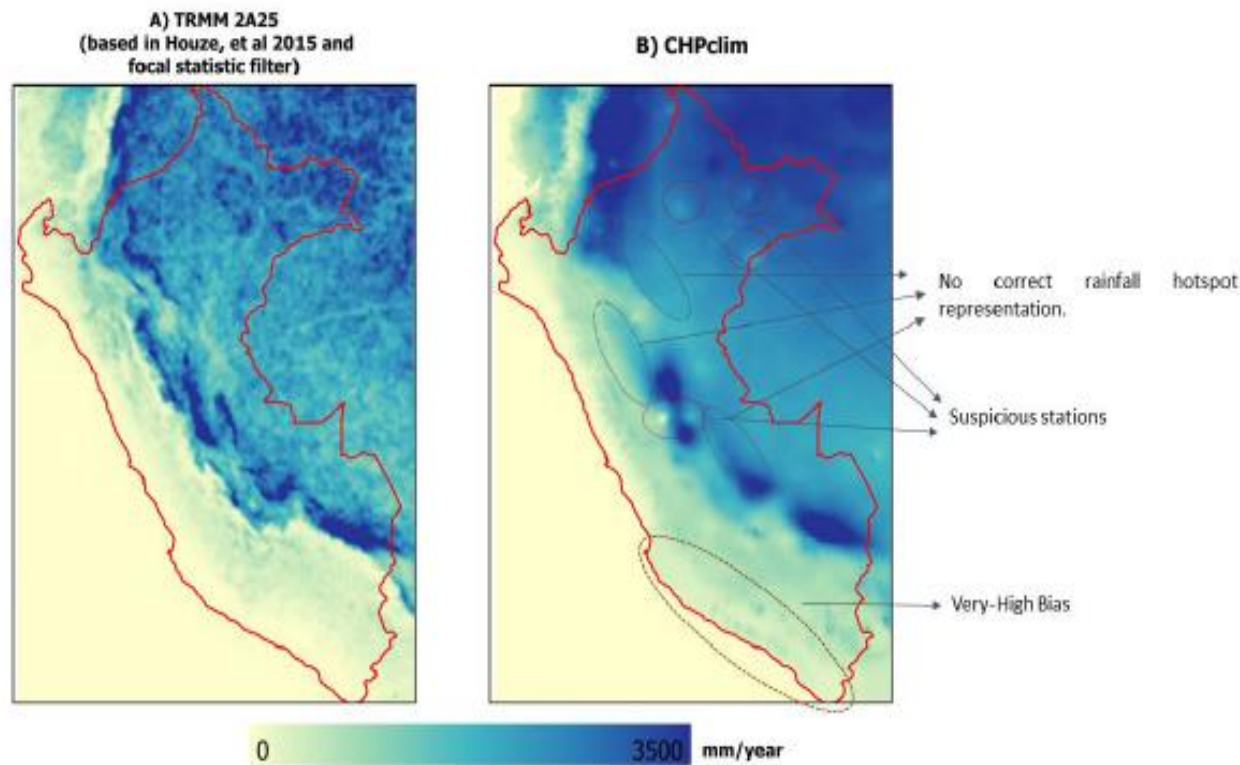 A) TRMM 2A25
(based in Houze, et al 2015 and
focal statistic filter)
B) CHPclim
No correct rainfall hotspot
representation.
Suspicious stations
Very-High Bias
0
3500
mm/year